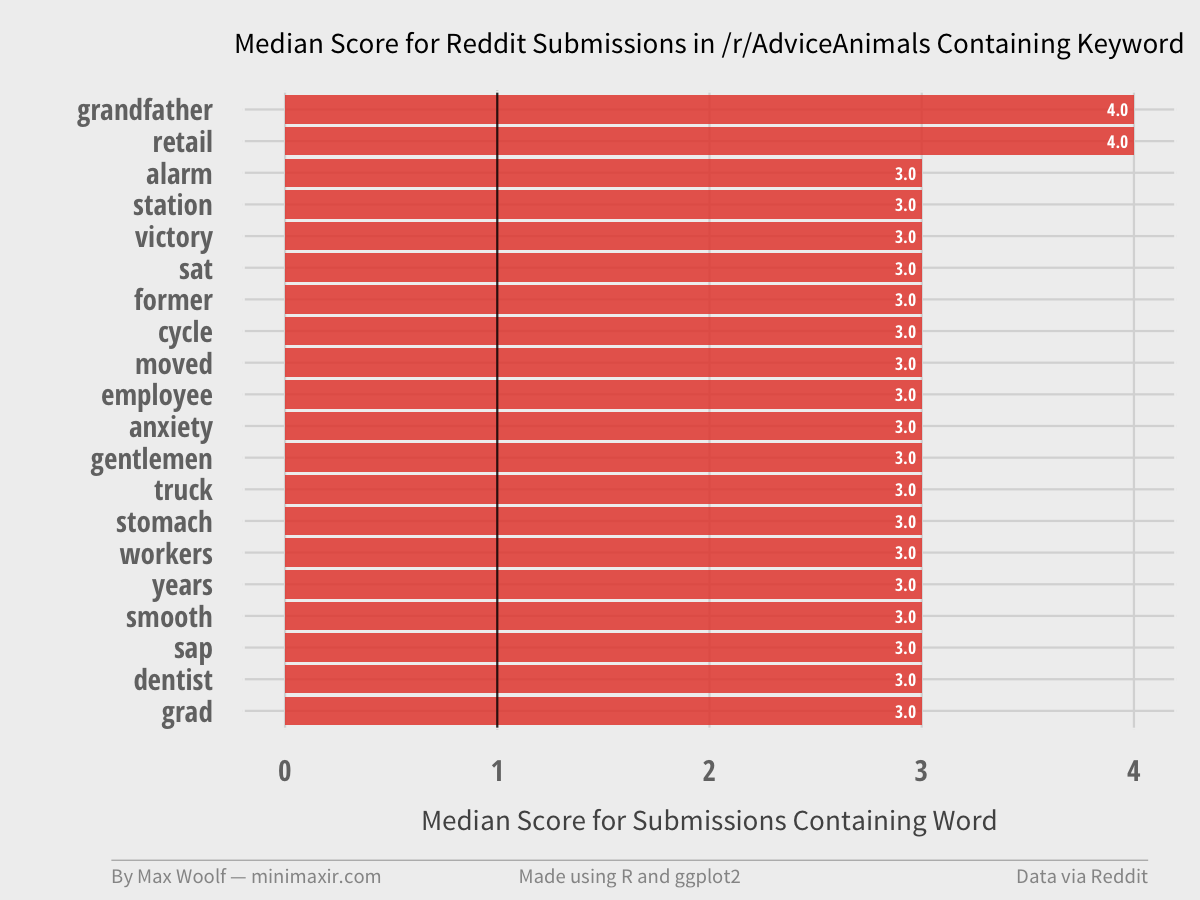 Median Score for Reddit Submissions in /r/AdviceAnimals Containing Keyword
grandfather 4.0
retail 4.0
alarm 3.0
station 3.0
victory 3.0
sat 3.0
former 3.0
cycle 3.0
moved 3.0
employee 3.0
anxiety 3.0
gentlemen 3.0
truck 3.0
stomach 3.0
workers 3.0
years 3.0
smooth 3.0
sap 3.0
dentist 3.0
grad 3.0
0 1 2 3 4
Median Score for Submissions Containing Word
By Max Woolf — minimaxir.com Made using R and ggplot2 Data via Reddit